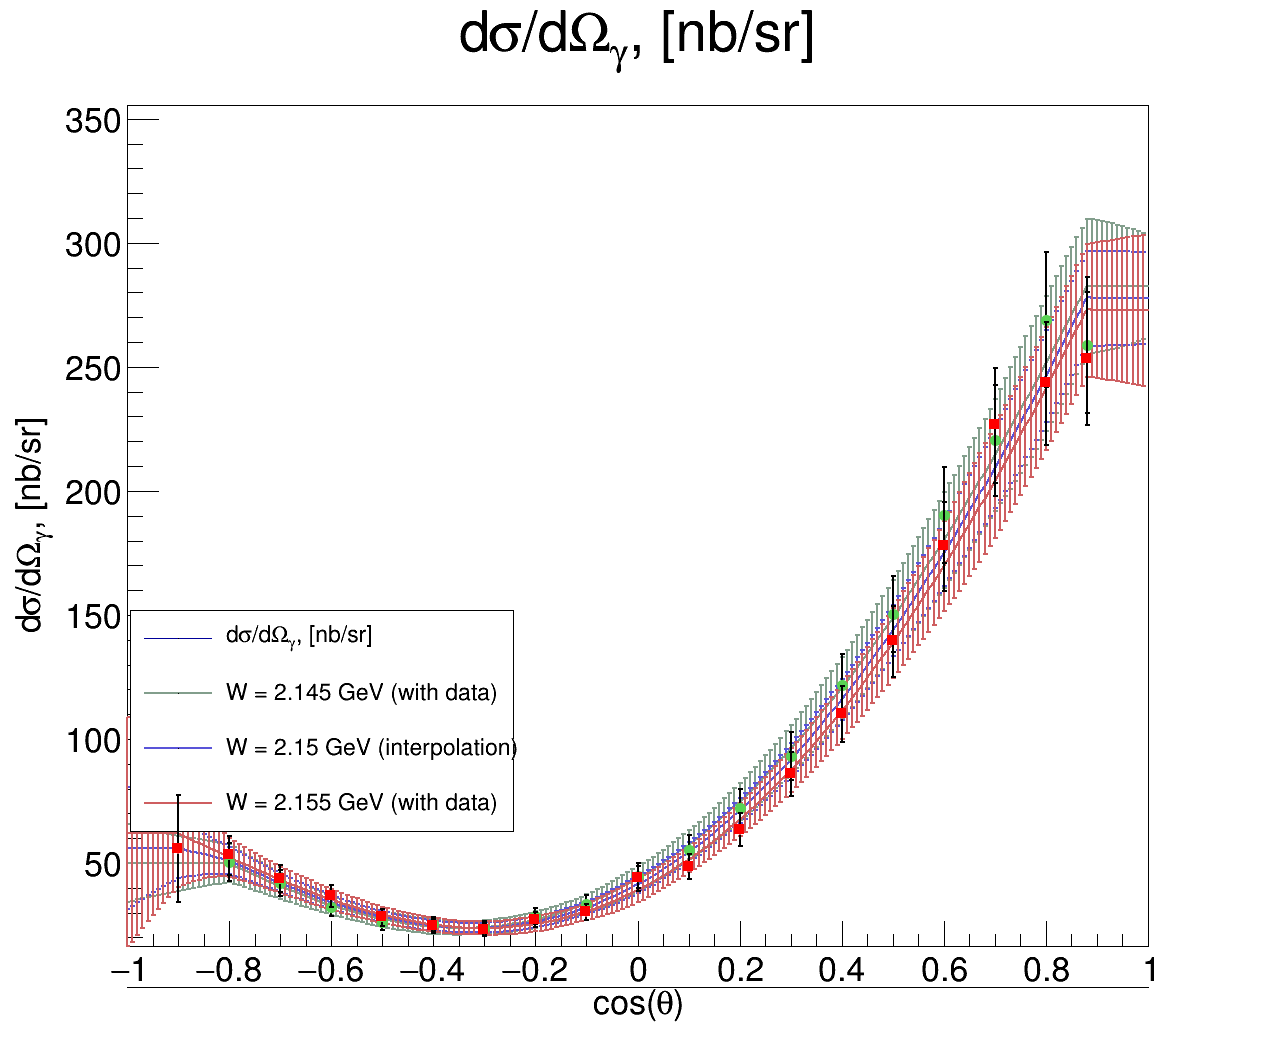 dσ/dΩγ, [nb/sr]
dσ/dΩγ, [nb/sr]
350
300
250
200
150
100
50
dσ/dΩγ, [nb/sr]
W = 2.145 GeV (with data)
W = 2.15 GeV (interpolation)
W = 2.155 GeV (with data)
−1 −0.8 −0.6 −0.4 −0.2 0 0.2 0.4 0.6 0.8 1
cos(θ)